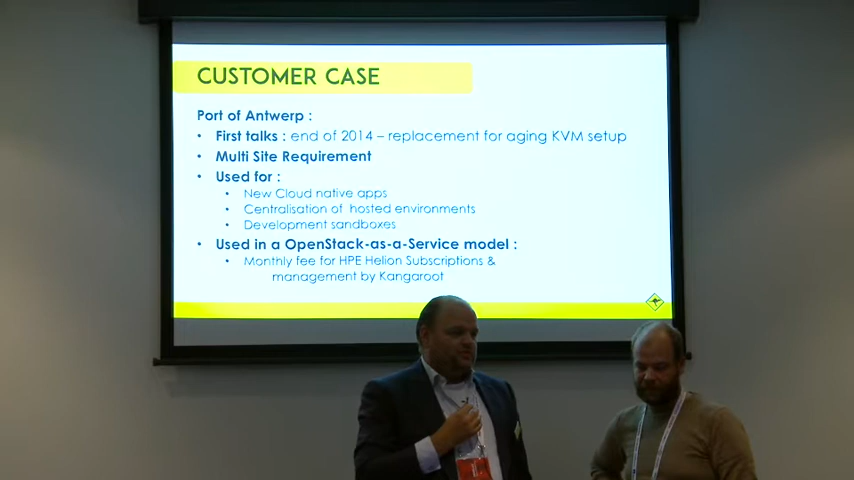 CUSTOMER CASE
Port of Antwerp :
• First talks : end of 2014 – replacement for aging KVM setup
• Multi Site Requirement
• Used for :
• New Cloud native apps
• Centralisation of hosted environments
• Development sandboxes
• Used in a OpenStack-as-a-Service model :
• Monthly fee for HPE Helion Subscriptions &
management by Kangaroot